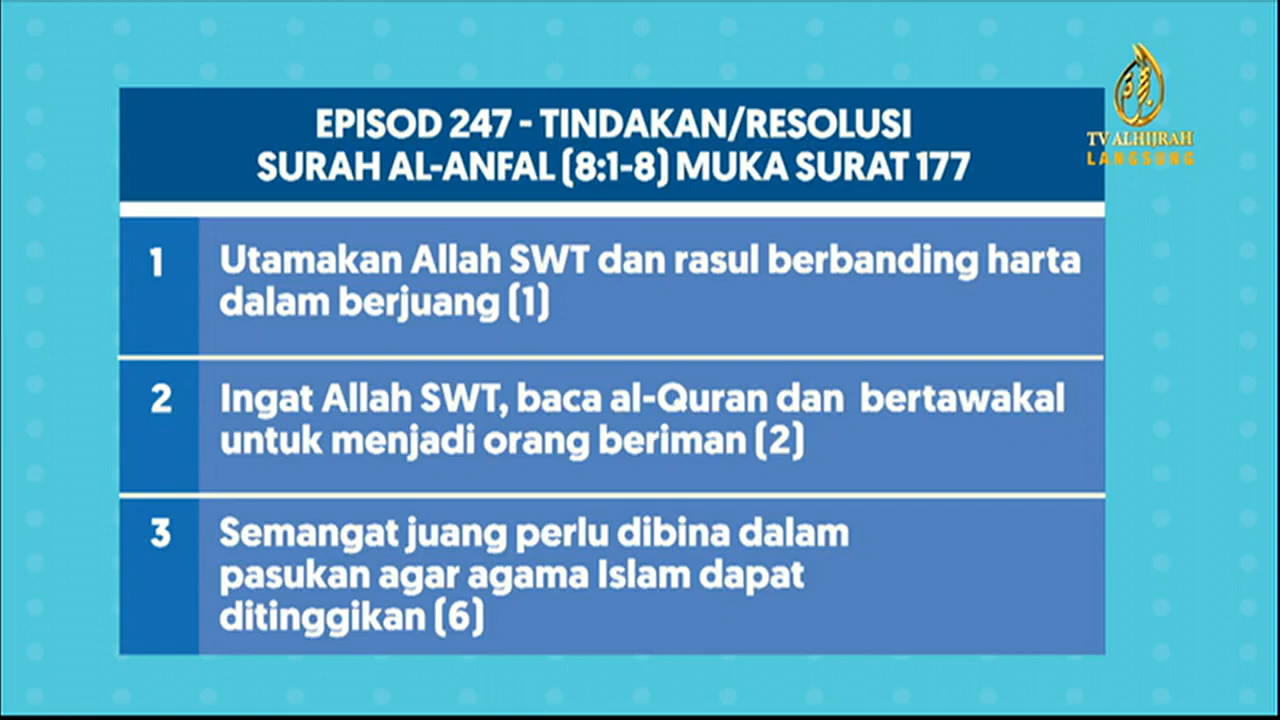 EPISOD 247 - TINDAKAN/RESOLUSI
SURAH AL-ANFAL (8:1-8) MUKA SURAT 177
TV ALHIJRAH
LANGSUNG
1
Utamakan Allah SWT dan rasul berbanding harta
dalam berjuang (1)
2
Ingat Allah SWT, baca al-Quran dan bertawakal
untuk menjadi orang beriman (2)
3
Semangat juang perlu dibina dalam
pasukan agar agama Islam dapat
ditinggikan (6)